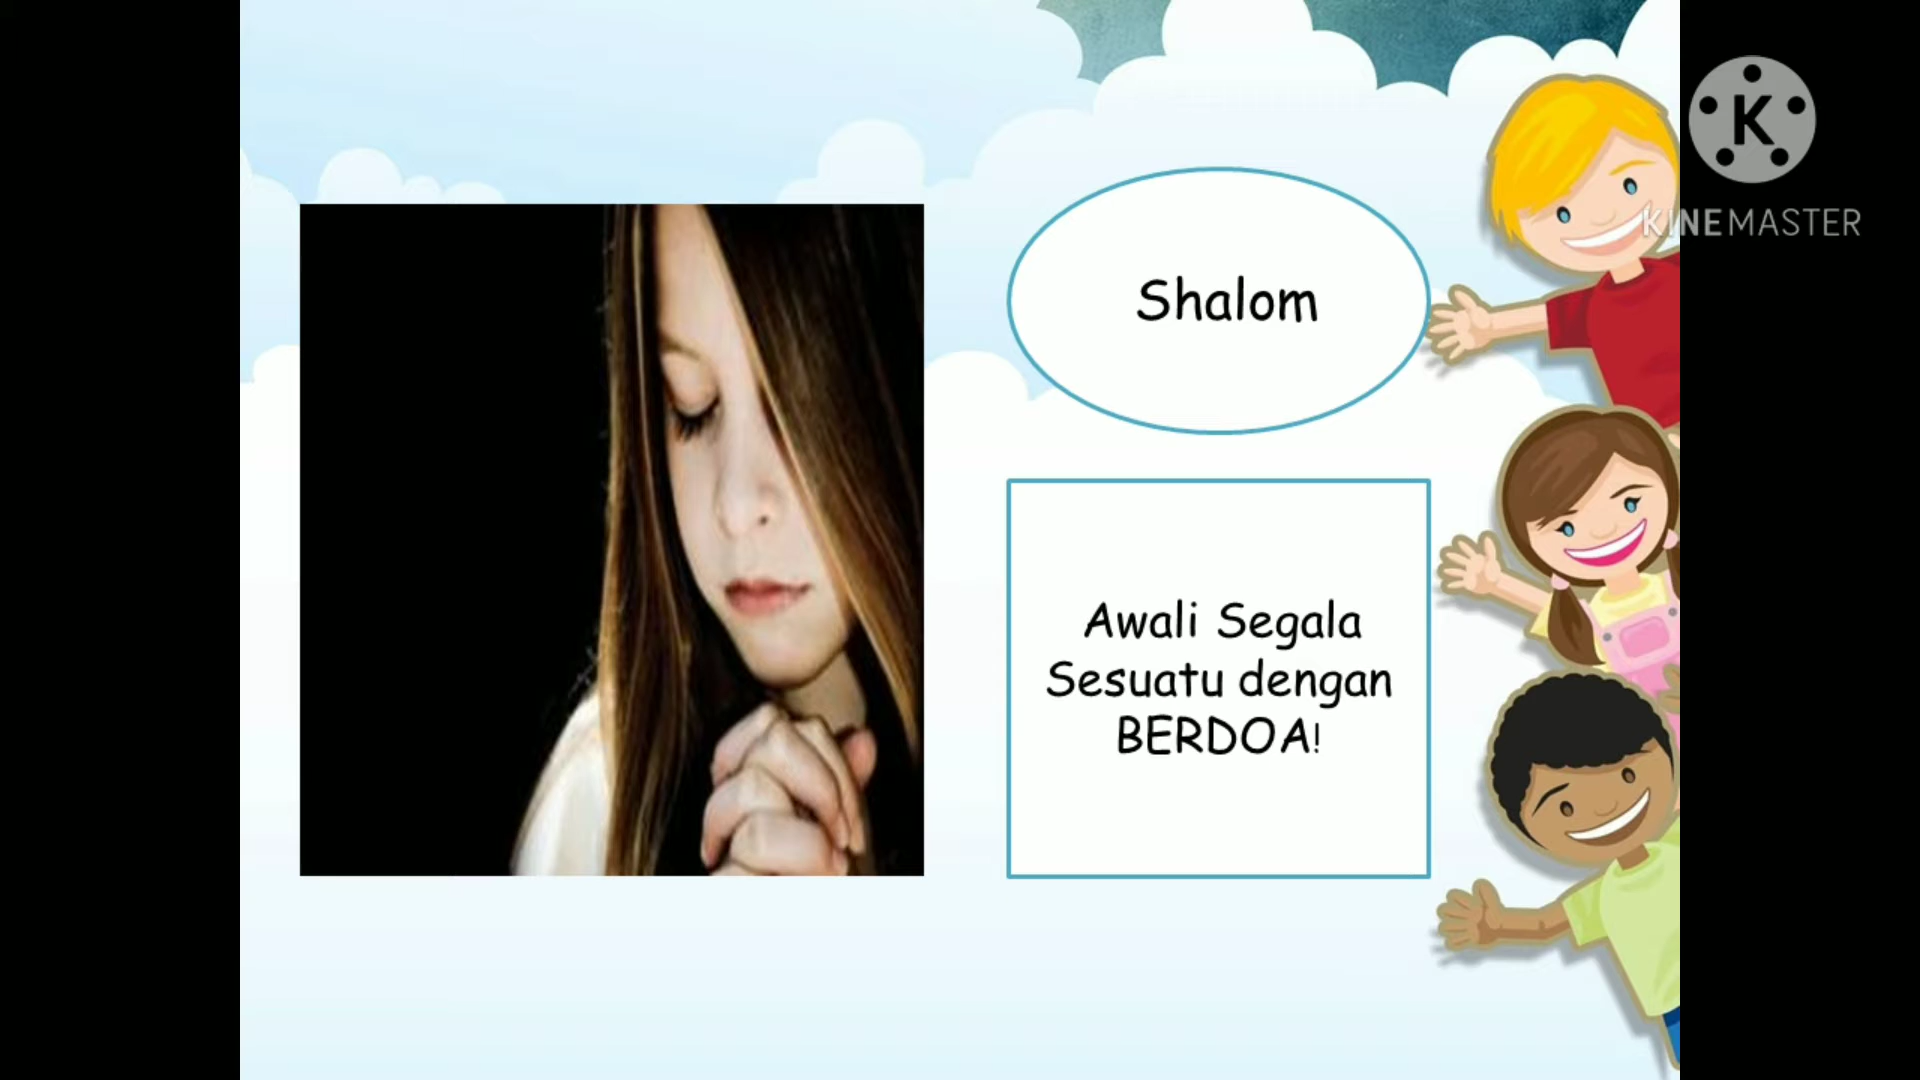 Shalom
K
KINEMASTER
Awali Segala
Sesuatu dengan
BERDOA!